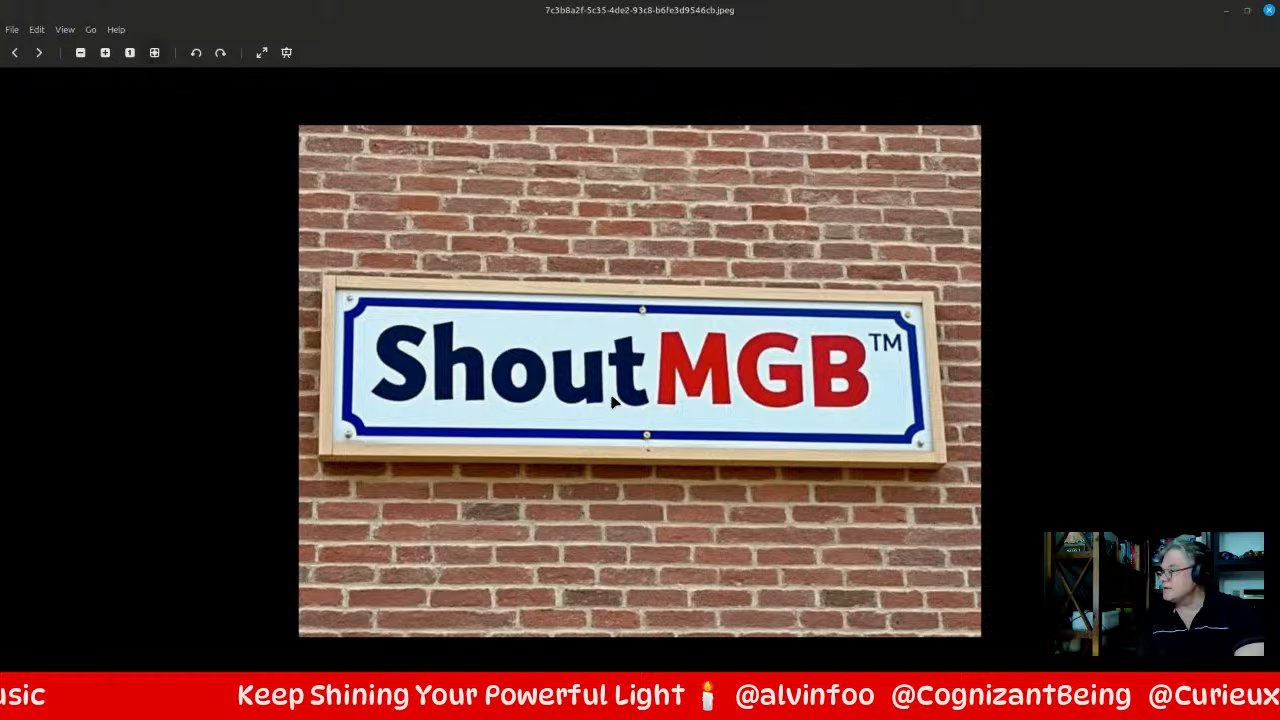 7c3b8a2f-5c35-4de2-93c8-b6fe3d9546cb.jpeg
File Edit View Go Help
ShoutMGB™
usic Keep Shining Your Powerful Light 🕯️ @alvinfoo @CognizantBeing @Curieux